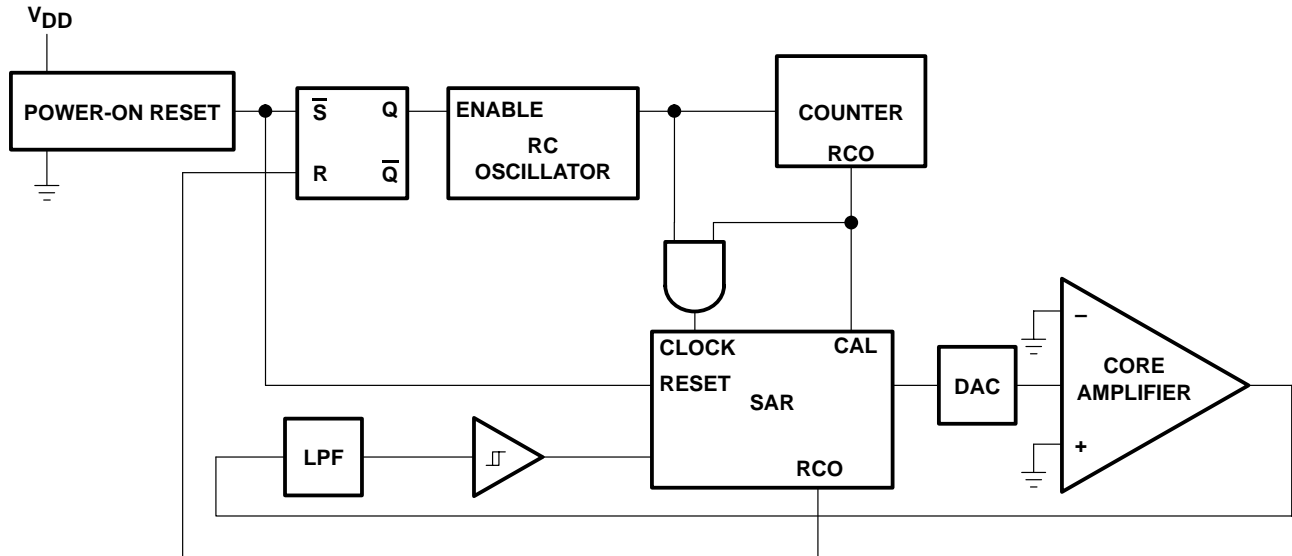 VDD
POWER-ON RESET
S̅
Q
R
Q̅
ENABLE
RC
OSCILLATOR
COUNTER
RCO
CLOCK
CAL
RESET
SAR
RCO
DAC
–
CORE
AMPLIFIER
+
LPF